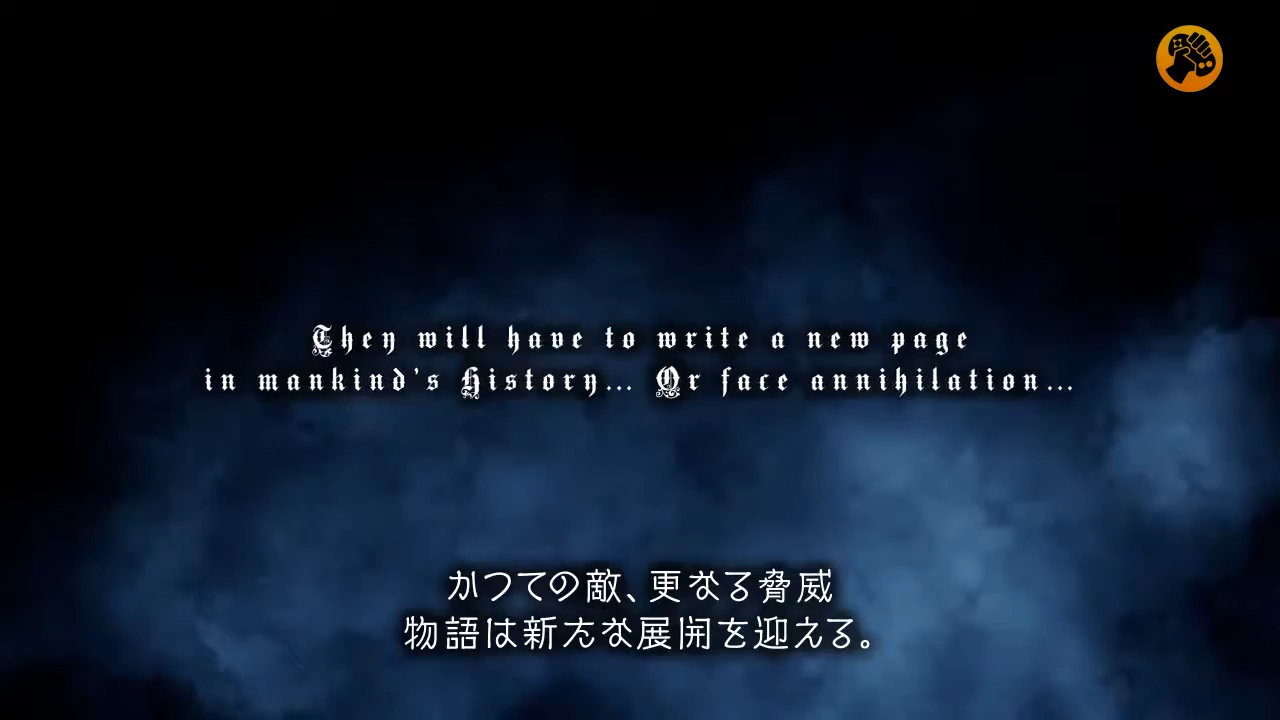 They will have to write a new page
in mankind's History... Or face annihilation...
かつての敵、更なる脅威
物語は新たな展開を迎える。